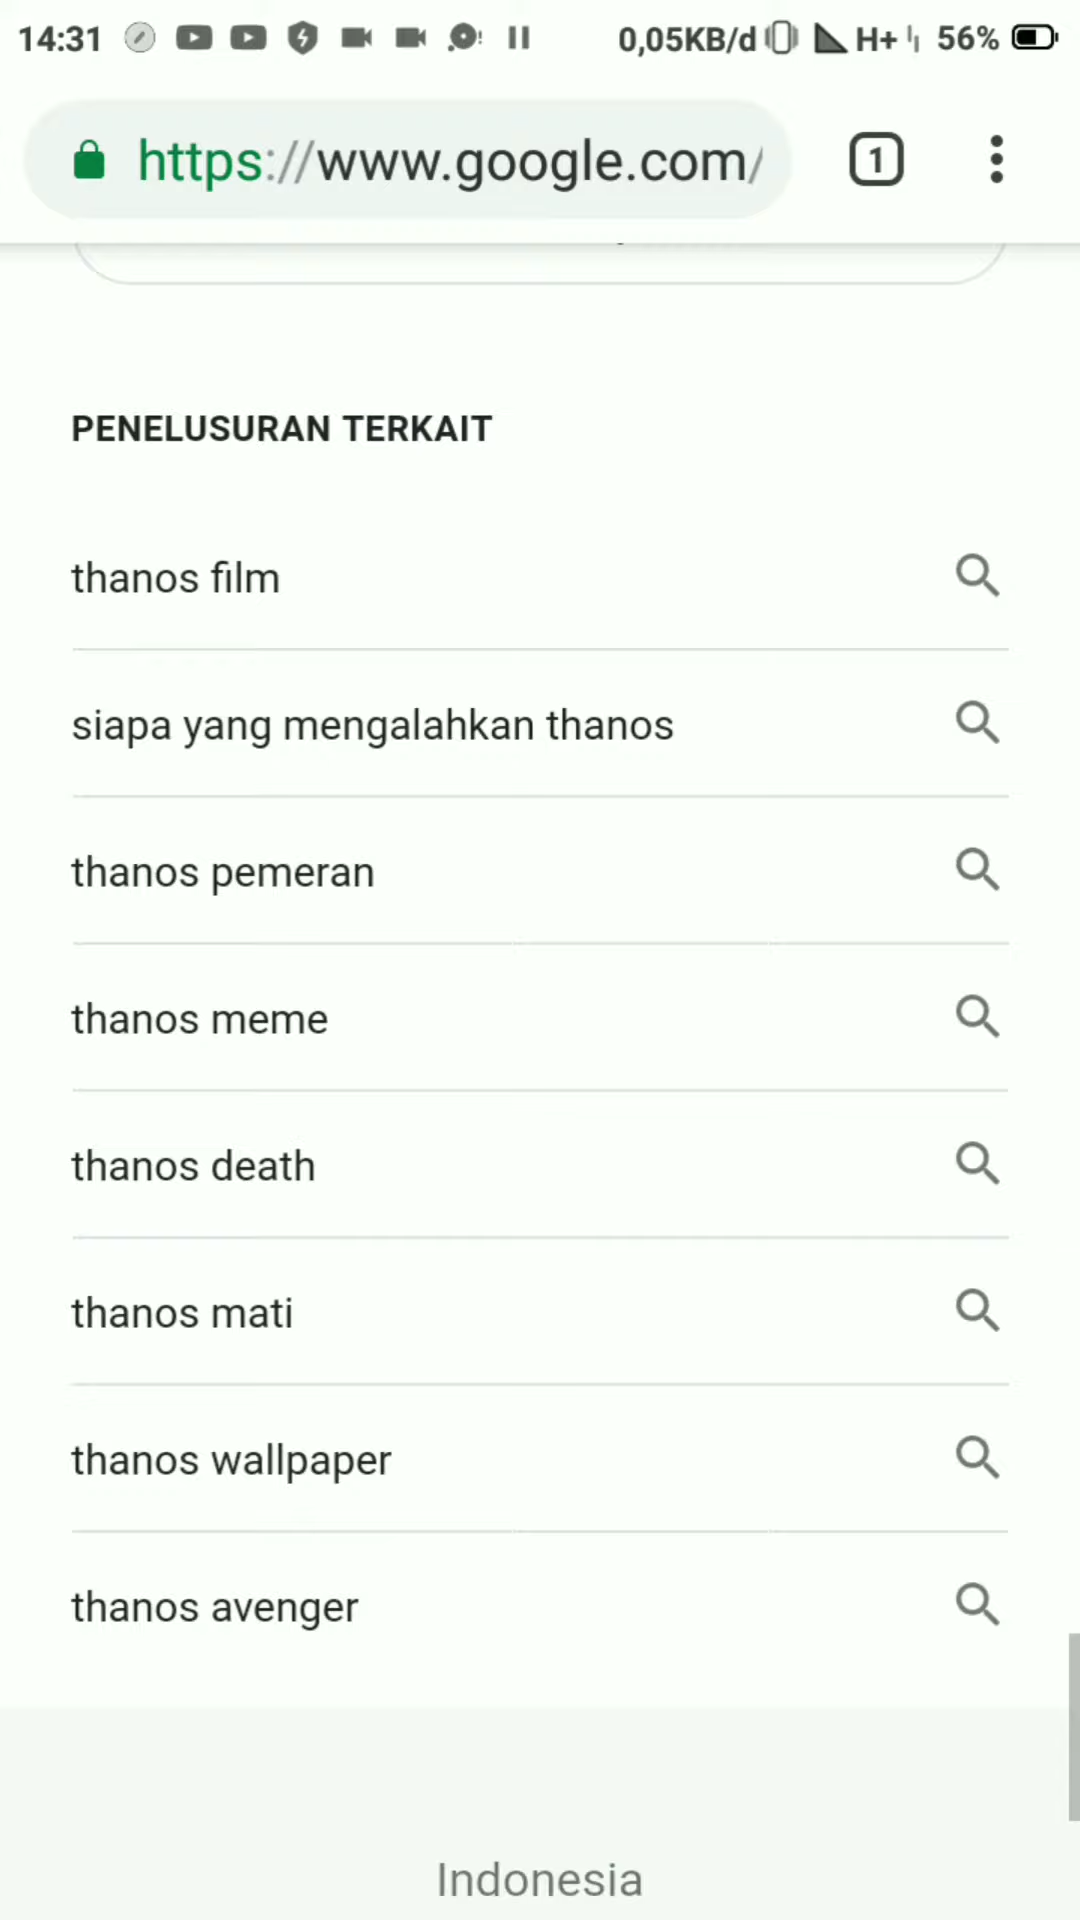 14:31 0,05KB/d H+ 56%
https://www.google.com/ 1
PENELUSURAN TERKAIT
thanos film
siapa yang mengalahkan thanos
thanos pemeran
thanos meme
thanos death
thanos mati
thanos wallpaper
thanos avenger
Indonesia